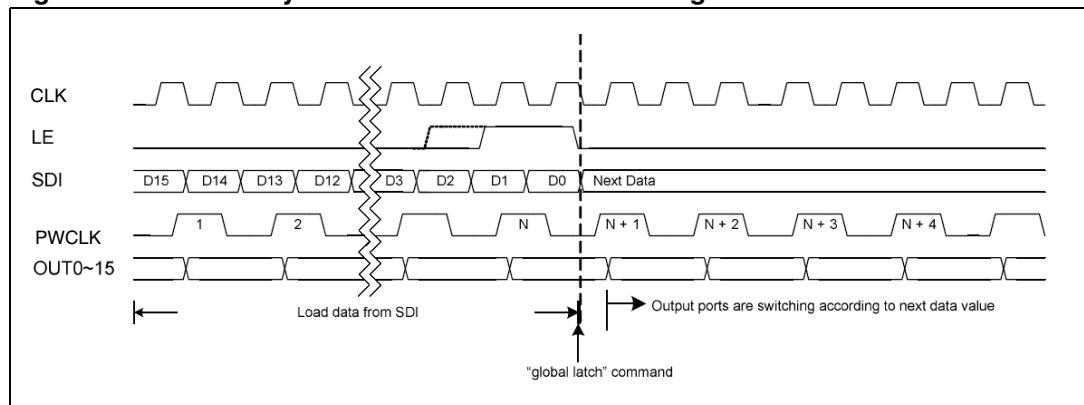 CLK
LE
SDI D15 D14 D13 D12 D3 D2 D1 D0 Next Data
PWCLK 1 2 N N + 1 N + 2 N + 3 N + 4
OUT0~15
Load data from SDI
Output ports are switching according to next data value
"global latch" command